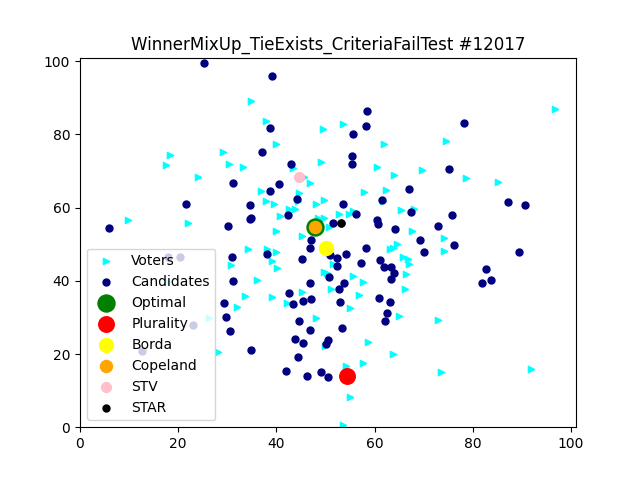 WinnerMixUp_TieExists_CriteriaFailTest #12017
100
80
60
40
20
0
Voters
Candidates
Optimal
Plurality
Borda
Copeland
STV
STAR
0 20 40 60 80 100